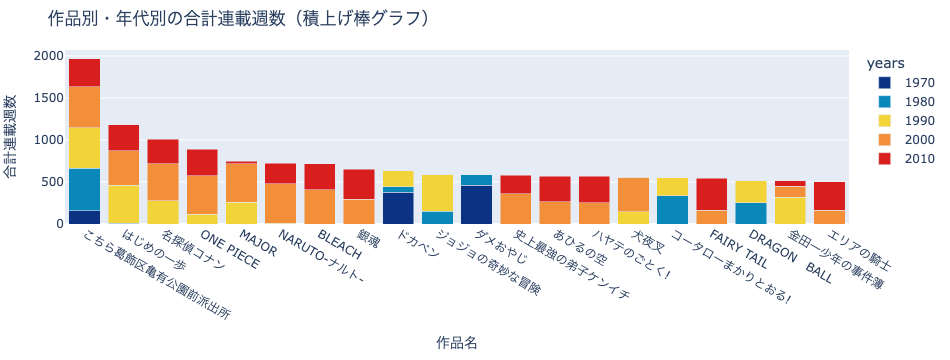 作品別・年代別の合計連載週数（積上げ棒グラフ）
years
1970
1980
1990
2000
2010
合計連載週数
2000
1500
1000
500
0
こちら葛飾区亀有公園前派出所
はじめの一歩
名探偵コナン
ONE PIECE
MAJOR
NARUTO-ナルト-
BLEACH
銀魂
ドカベン
ジョジョの奇妙な冒険
ダメおやじ
史上最強の弟子ケンイチ
あひるの空
ハヤテのごとく!
犬夜叉
コータローまかりとおる!
FAIRY TAIL
DRAGON　BALL
金田一少年の事件簿
エリアの騎士
作品名